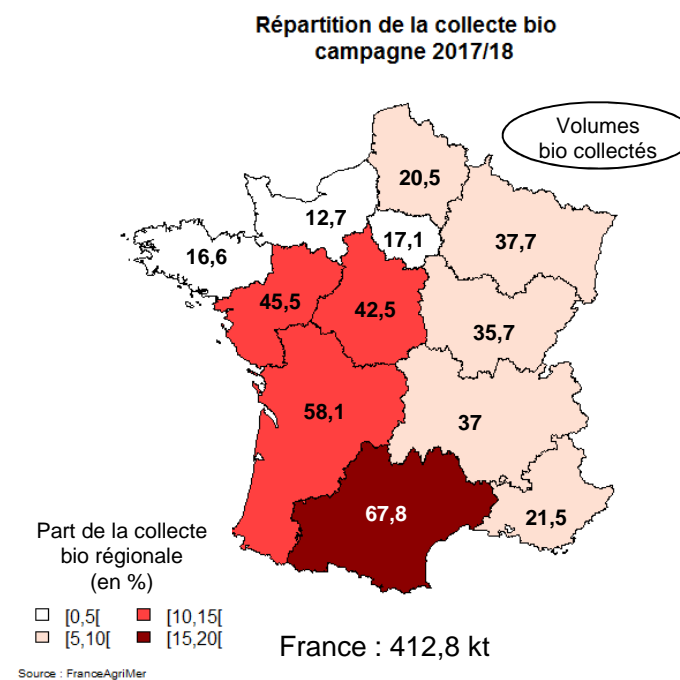 Répartition de la collecte bio
campagne 2017/18
Volumes
bio collectés
20,5
12,7
17,1
37,7
16,6
45,5
42,5
35,7
58,1
37
67,8
21,5
Part de la collecte
bio régionale
(en %)
[0,5[ [10,15[
[5,10[ [15,20[
France : 412,8 kt
Source : FranceAgriMer